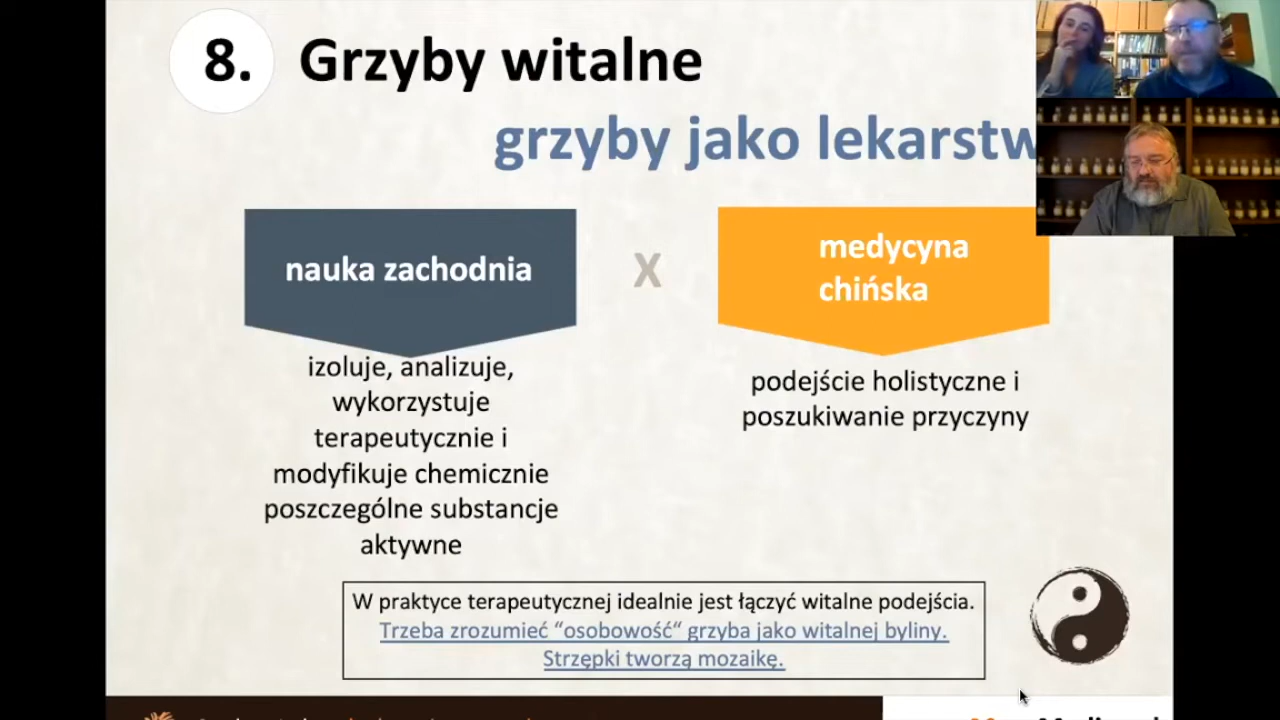 8. Grzyby witalne
grzyby jako
nauka zachodnia
X
medycyna
chińska
izoluje, analizuje,
wykorzystuje
terapeutycznie i
modyfikuje chemicznie
poszczególne substancje
aktywne
podejście holistyczne i
poszukiwanie przyczyny
W praktyce terapeutycznej idealnie jest łączyć witalne podejścia.
Trzeba zrozumieć “osobowość“ grzyba jako witalnej byliny.
Strzępki tworzą mozaikę.